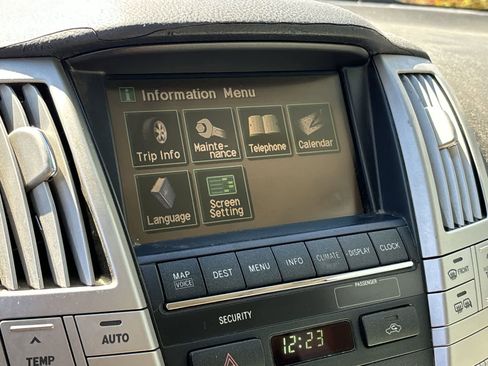 i Information Menu
Trip Info
Mainte-
nance
Telephone
Calendar
Language
Screen
Setting
MAP
VOICE
DEST
MENU
INFO
CLIMATE
DISPLAY
CLOCK
PASSENGER
SECURITY
12:23
TEMP
AUTO
FRONT